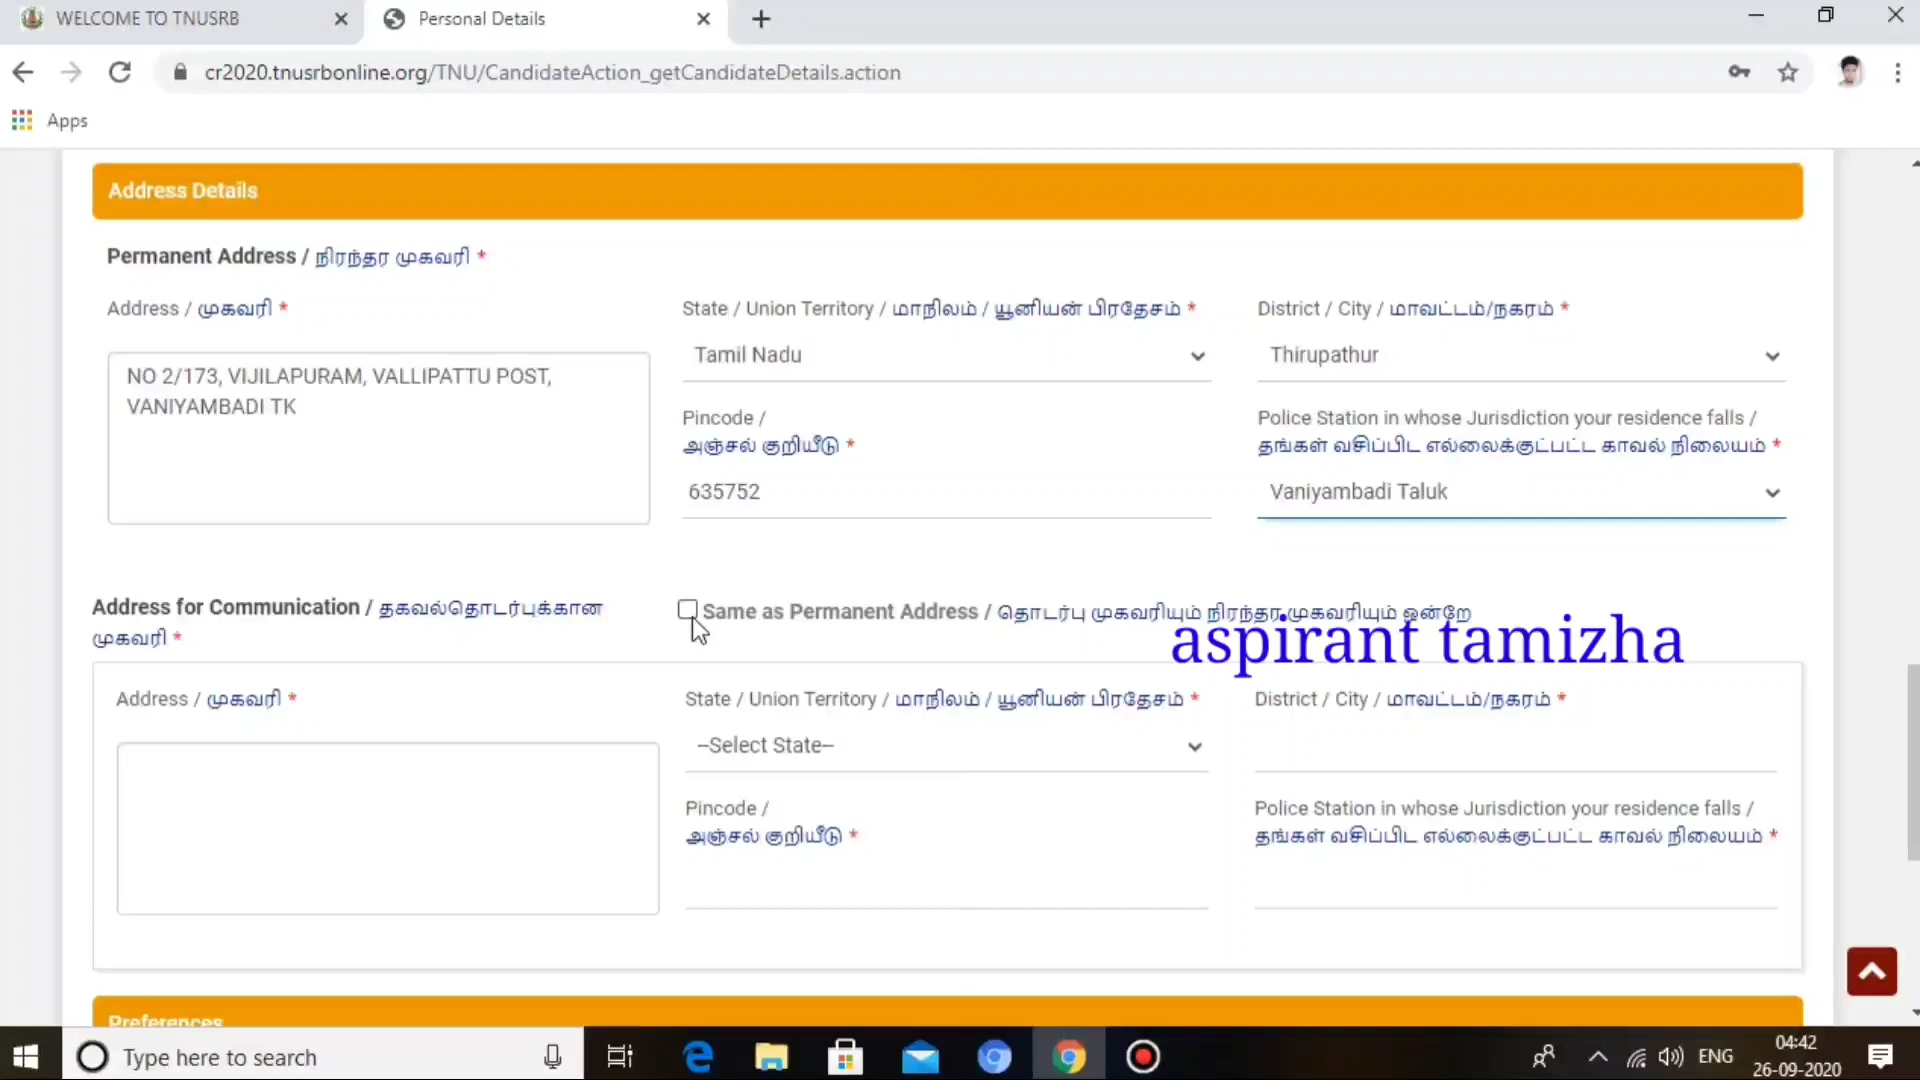 WELCOME TO TNUSRB
Personal Details
cr2020.tnusrbonline.org/TNU/CandidateAction_getCandidateDetails.action
Apps
Address Details
Permanent Address / நிரந்தர முகவரி *
Address / முகவரி *
State / Union Territory / மாநிலம் / யூனியன் பிரதேசம் *
District / City / மாவட்டம்/நகரம் *
NO 2/173, VIJILAPURAM, VALLIPATTU POST,
VANIYAMBADI TK
Tamil Nadu
Thirupathur
Pincode /
அஞ்சல் குறியீடு *
Police Station in whose Jurisdiction your residence falls /
தங்கள் வசிப்பிட எல்லைக்குட்பட்ட காவல் நிலையம் *
635752
Vaniyambadi Taluk
Address for Communication / தகவல்தொடர்புக்கான
முகவரி *
Same as Permanent Address / தொடர்பு முகவரியும் நிரந்தர முகவரியும் ஒன்றே
aspirant tamizha
Address / முகவரி *
State / Union Territory / மாநிலம் / யூனியன் பிரதேசம் *
District / City / மாவட்டம்/நகரம் *
--Select State--
Pincode /
அஞ்சல் குறியீடு *
Police Station in whose Jurisdiction your residence falls /
தங்கள் வசிப்பிட எல்லைக்குட்பட்ட காவல் நிலையம் *
Preferences
Type here to search
ENG
04:42
26-09-2020